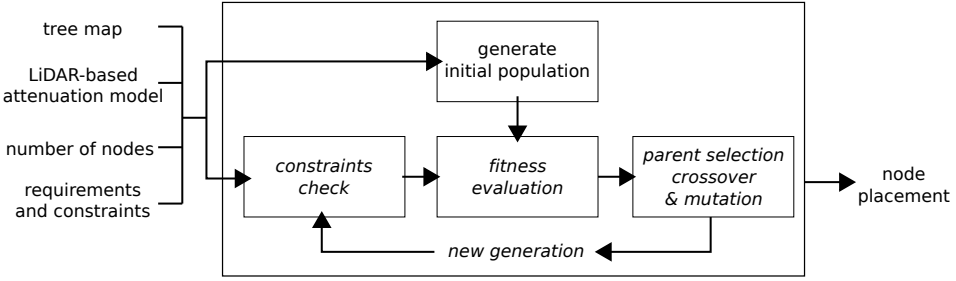 tree map
LiDAR-based
attenuation model
number of nodes
requirements
and constraints
generate
initial population
constraints
check
fitness
evaluation
parent selection
crossover
& mutation
new generation
node
placement